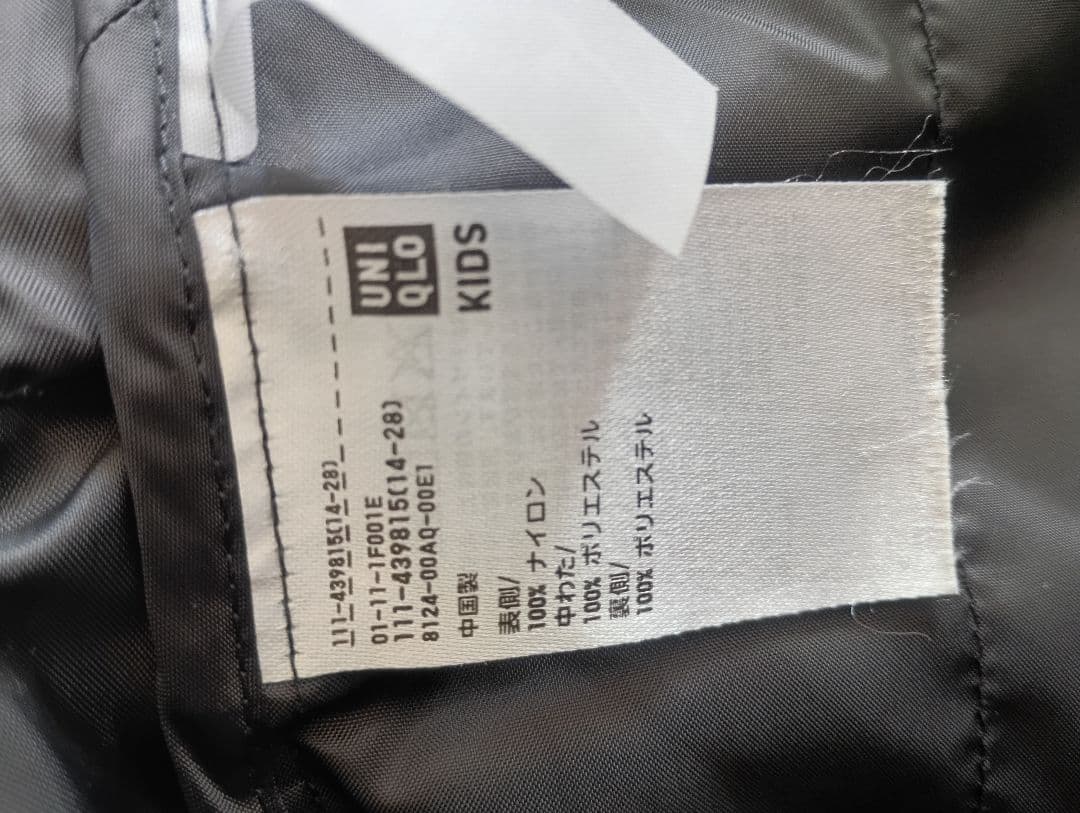 111-439815(14-28)
UNI
QLO
KIDS
01-11-1F001E
111-439815(14-28)
8124-00AQ-00E1
中国製
表側/
100% ナイロン
中わた/
100% ポリエステル
裏側/
100% ポリエステル